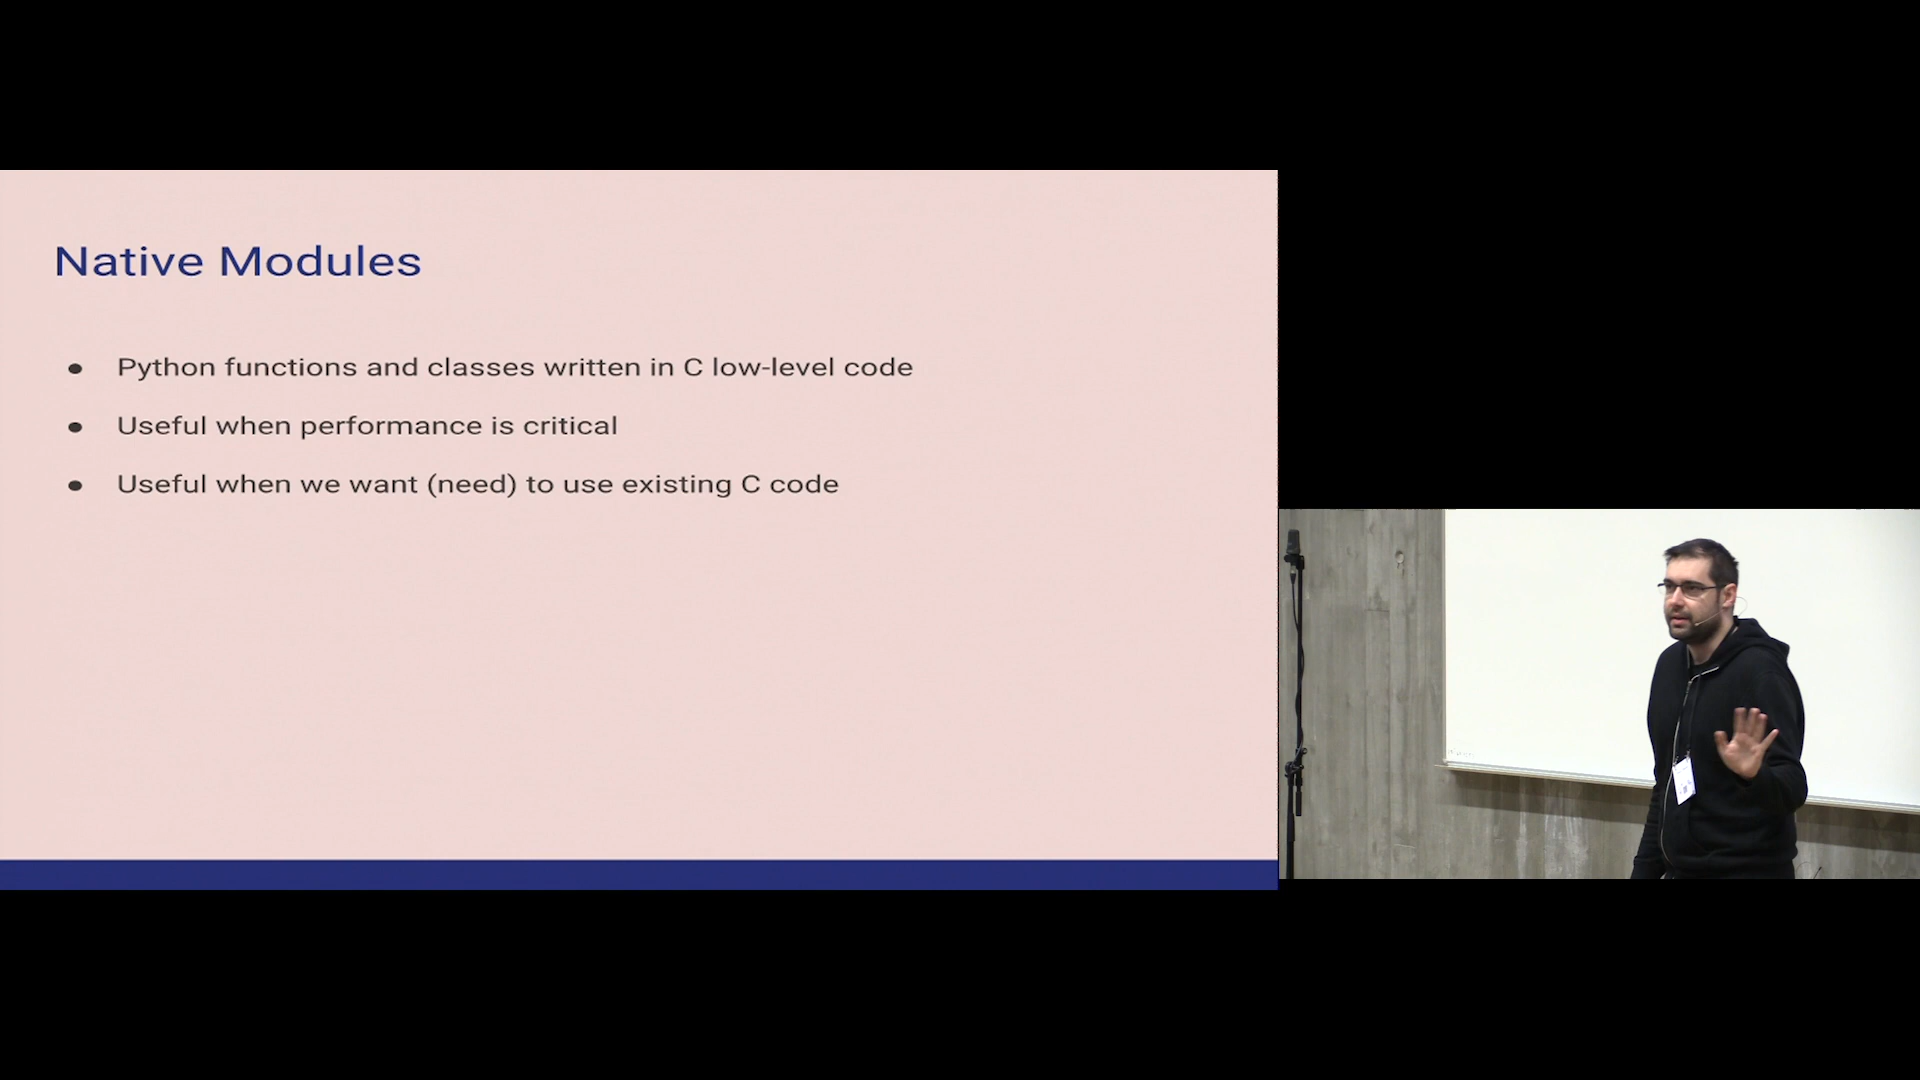 Native Modules
● Python functions and classes written in C low-level code
● Useful when performance is critical
● Useful when we want (need) to use existing C code